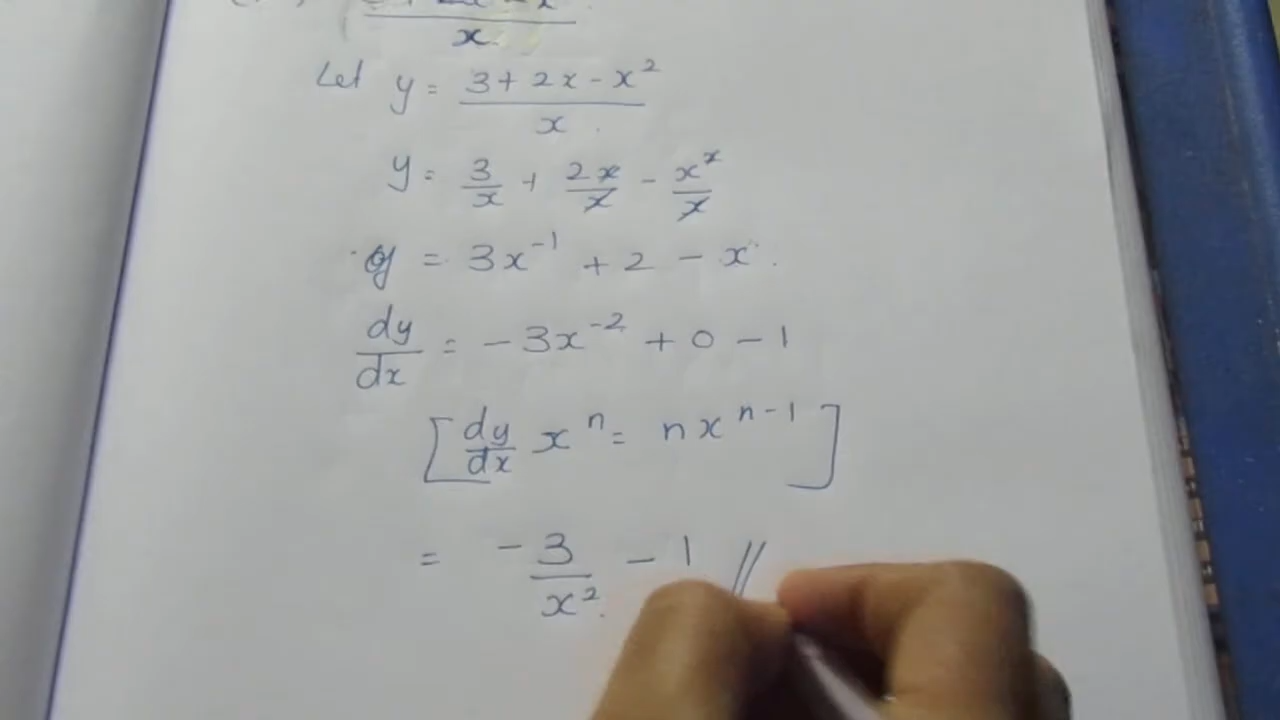 x
Let y = 3 + 2x - x² / x
y = 3/x + 2x/x - x²/x
y = 3x⁻¹ + 2 - x
dy/dx = -3x⁻² + 0 - 1
[dy/dx xⁿ = nxⁿ⁻¹]
= -3/x² - 1 //